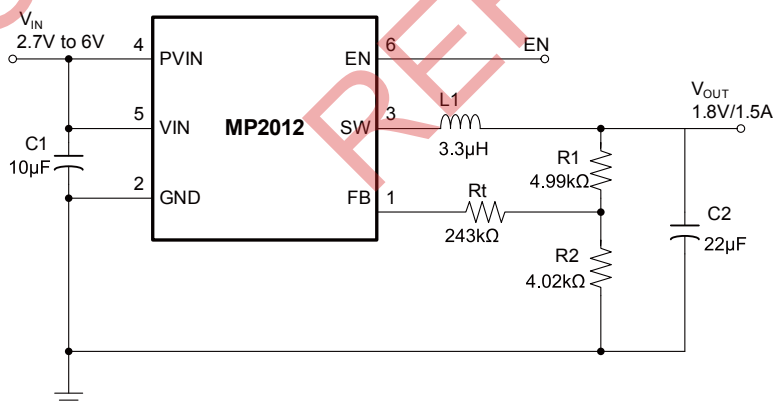 V_IN
2.7V to 6V
4
PVIN
EN
6
EN
5
VIN
MP2012
SW
3
L1
3.3µH
V_OUT
1.8V/1.5A
C1
10µF
R1
4.99kΩ
2
GND
FB
1
Rt
243kΩ
C2
22µF
R2
4.02kΩ
REF